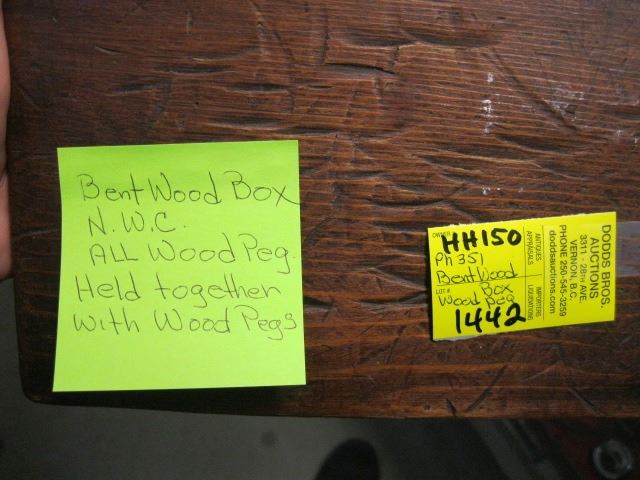 Bent Wood Box
N.W.C.
ALL Wood Peg.
Held together
with Wood Pegs
OWNER
HH150
Ph 351
Bent Wood
LOT #
Box
Wood Peg
1442
ANTIQUES
APPRAISALS
IMPORTERS
LIQUIDATIONS
DODDS BROS.
AUCTIONS
3311 - 28TH AVE.
VERNON, B.C.
PHONE 250-545-3259
doddsauctions.com